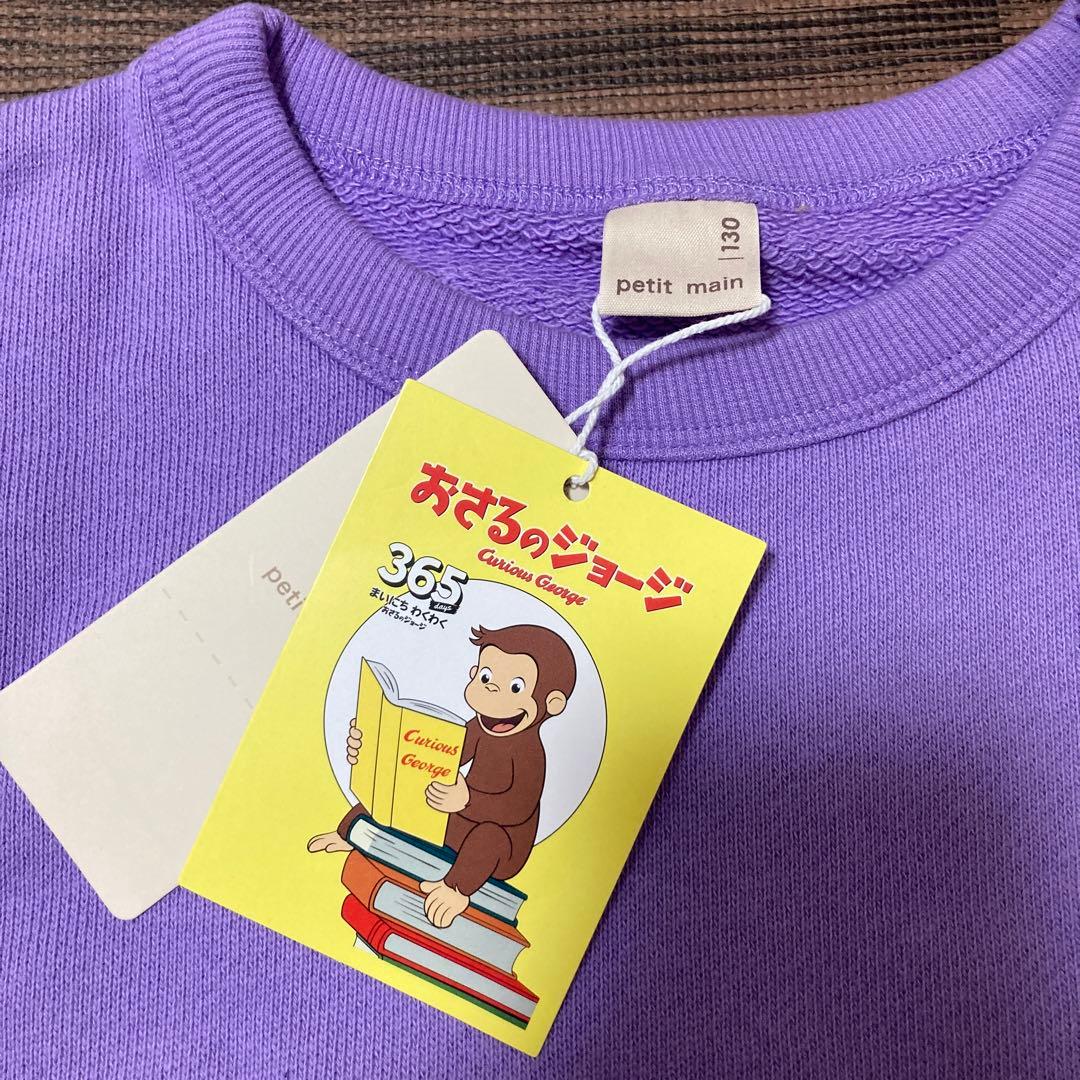 130
petit main
おさるのジョージ
Curious George
365
days
まいにち わくわく
おさるのジョージ
Curious
George
peti